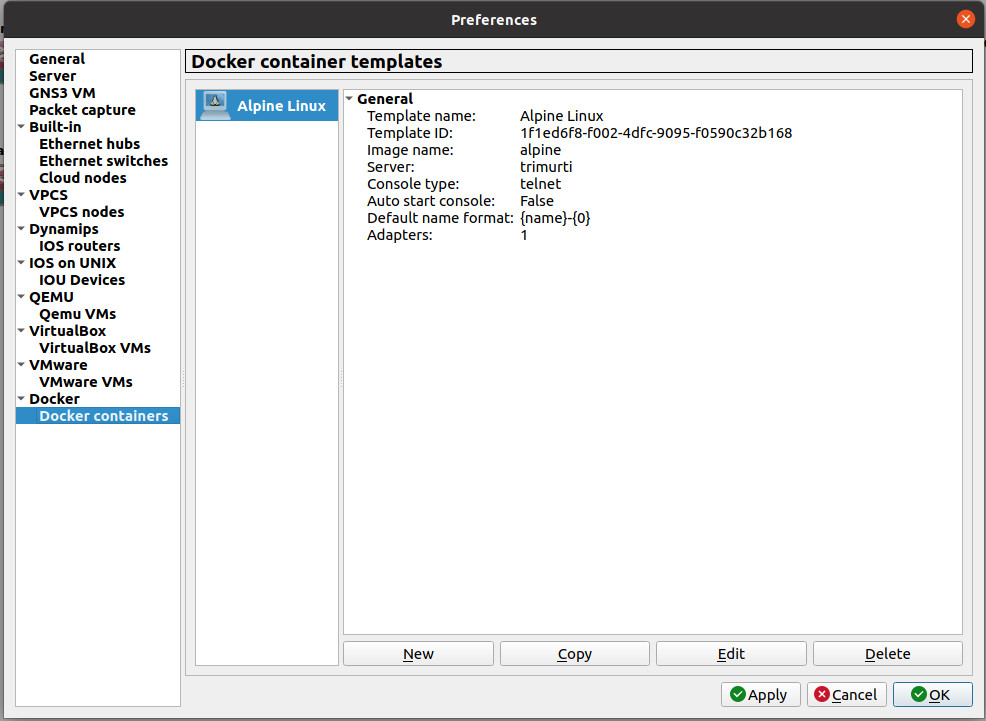 Preferences
General
Server
GNS3 VM
Packet capture
Built-in
Ethernet hubs
Ethernet switches
Cloud nodes
VPCS
VPCS nodes
Dynamips
IOS routers
IOS on UNIX
IOU Devices
QEMU
Qemu VMs
VirtualBox
VirtualBox VMs
VMware
VMware VMs
Docker
Docker containers
Docker container templates
Alpine Linux
General
Template name: Alpine Linux
Template ID: 1f1ed6f8-f002-4dfc-9095-f0590c32b168
Image name: alpine
Server: trimurti
Console type: telnet
Auto start console: False
Default name format: {name}-{0}
Adapters: 1
New Copy Edit Delete
Apply Cancel OK